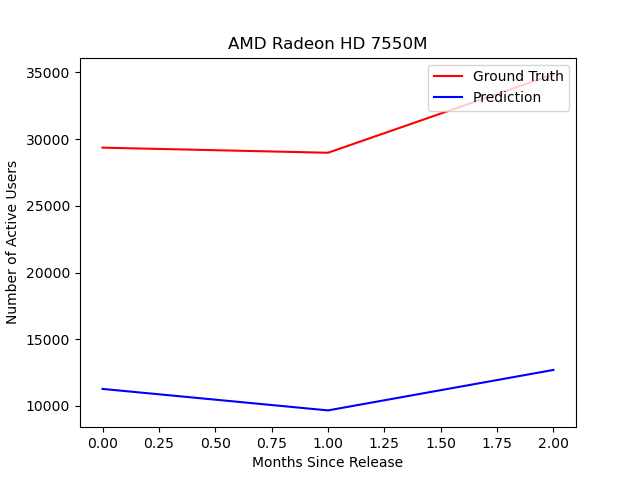 AMD Radeon HD 7550M
Ground Truth
Prediction
Number of Active Users
35000
30000
25000
20000
15000
10000
0.00 0.25 0.50 0.75 1.00 1.25 1.50 1.75 2.00
Months Since Release